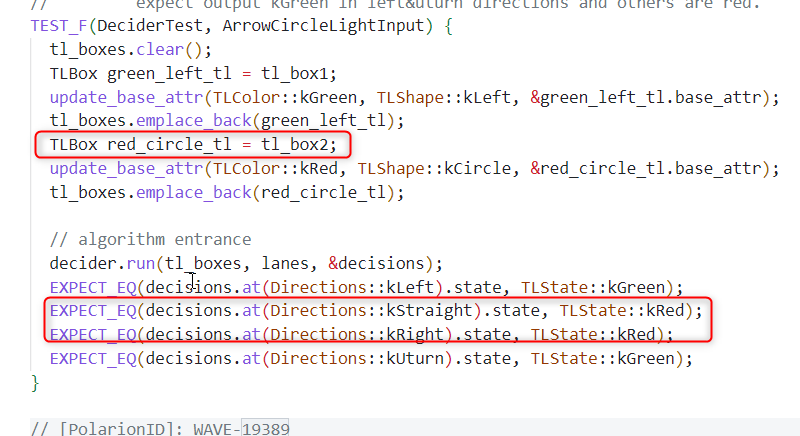 //         expect output kGreen in left&uturn directions and others are red.
TEST_F(DeciderTest, ArrowCircleLightInput) {
  tl_boxes.clear();
  TLBox green_left_tl = tl_box1;
  update_base_attr(TLColor::kGreen, TLShape::kLeft, &green_left_tl.base_attr);
  tl_boxes.emplace_back(green_left_tl);
  TLBox red_circle_tl = tl_box2;
  update_base_attr(TLColor::kRed, TLShape::kCircle, &red_circle_tl.base_attr);
  tl_boxes.emplace_back(red_circle_tl);

  // algorithm entrance
  decider.run(tl_boxes, lanes, &decisions);
  EXPECT_EQ(decisions.at(Directions::kLeft).state, TLState::kGreen);
  EXPECT_EQ(decisions.at(Directions::kStraight).state, TLState::kRed);
  EXPECT_EQ(decisions.at(Directions::kRight).state, TLState::kRed);
  EXPECT_EQ(decisions.at(Directions::kUturn).state, TLState::kGreen);
}

// [PolarionID]: WAVE-19389